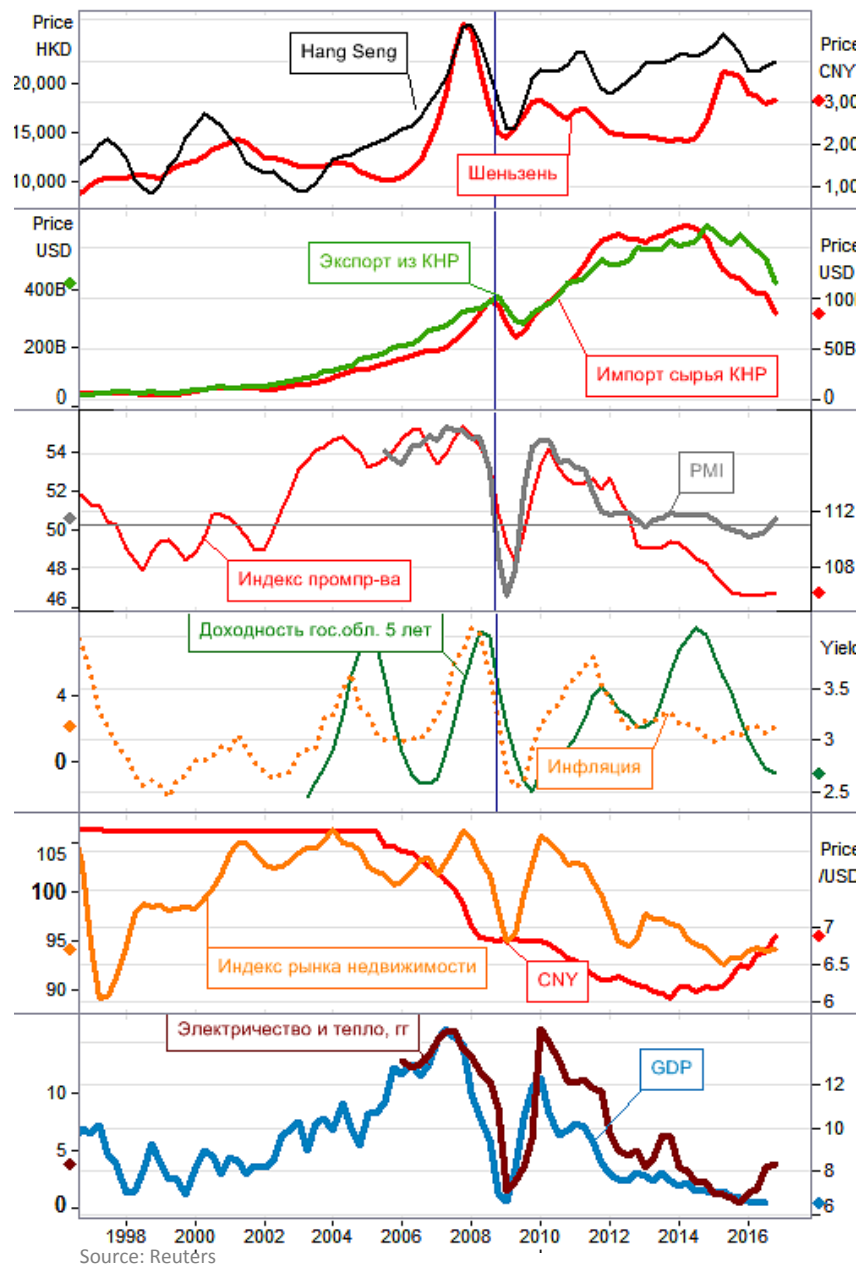 Price
HKD
20,000
15,000
10,000
Hang Seng
Шеньзень
Price
CNY
3,00
2,00
1,00
Price
USD
400B
200B
0
Экспорт из КНР
Импорт сырья КНР
Price
USD
100B
50B
0
54
52
50
48
46
PMI
Индекс пром­пр-ва
112
108
Доходность гос.обл. 5 лет
4
0
Инфляция
Yield
3.5
3
2.5
105
100
95
90
Индекс рынка недвижимости
CNY
Price
/USD
7
6.5
6
Электричество и тепло, гг
GDP
10
5
0
12
10
8
6
1998 2000 2002 2004 2006 2008 2010 2012 2014 2016
Source: Reuters